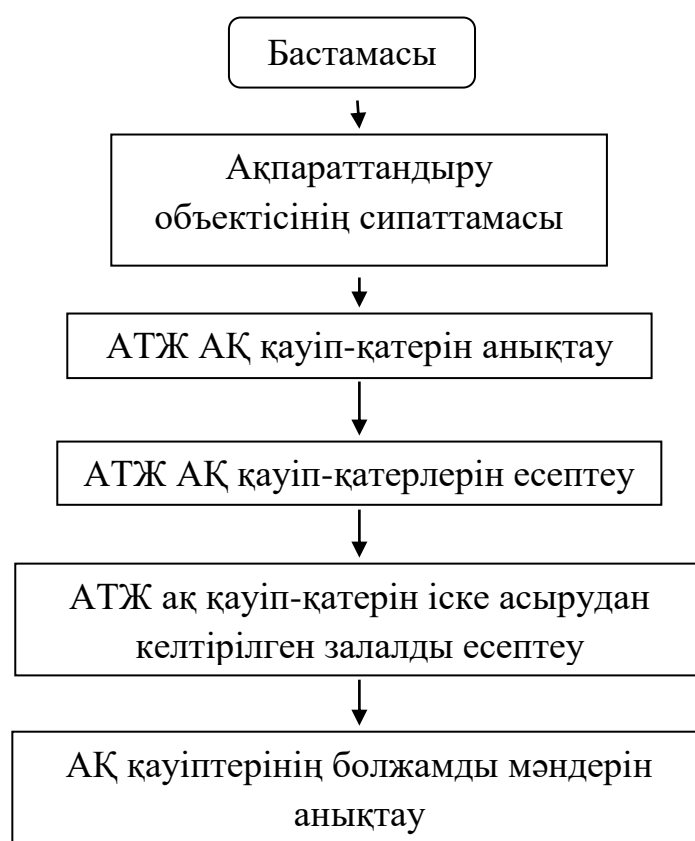 Бастамасы
Ақпараттандыру
объектісінің сипаттамасы
АТЖ АҚ қауіп-қатерін анықтау
АТЖ АҚ қауіп-қатерлерін есептеу
АТЖ ақ қауіп-қатерін іске асырудан
келтірілген залалды есептеу
АҚ қауіптерінің болжамды мәндерін
анықтау